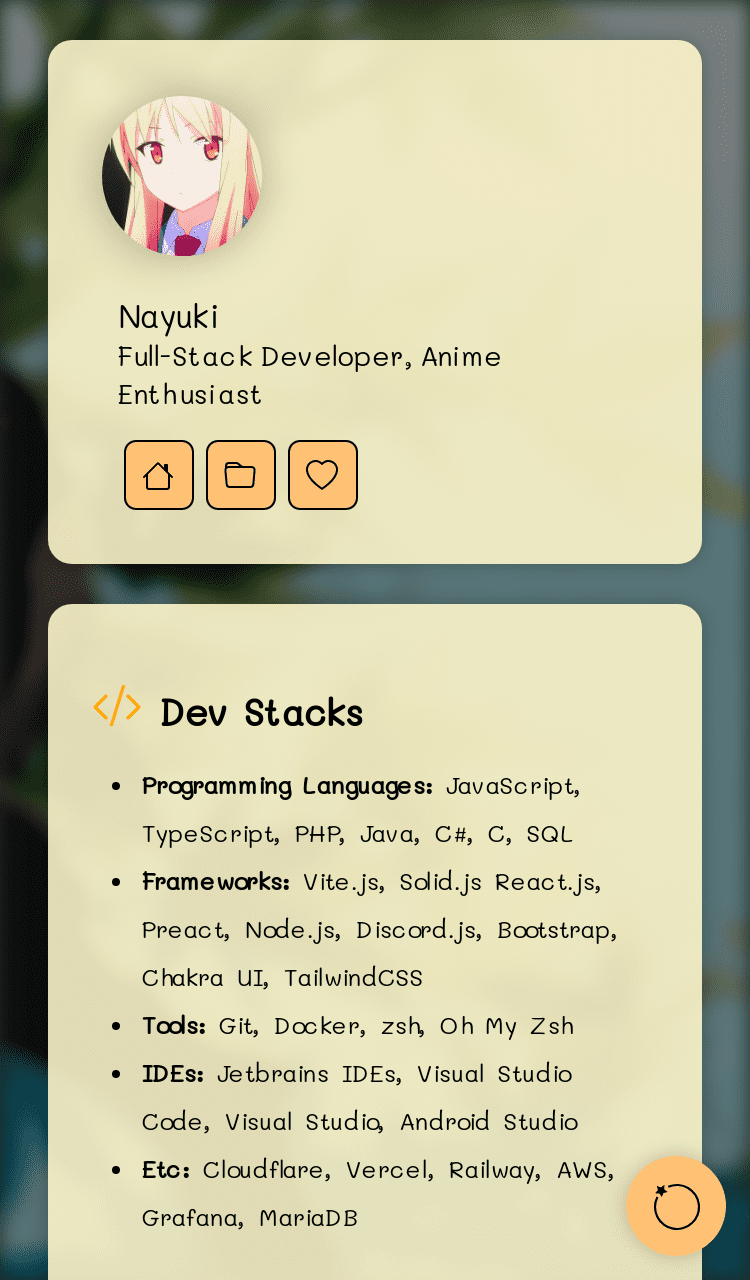 Nayuki
Full-Stack Developer, Anime
Enthusiast
Dev Stacks
• Programming Languages: JavaScript,
TypeScript, PHP, Java, C#, C, SQL
• Frameworks: Vite.js, Solid.js React.js,
Preact, Node.js, Discord.js, Bootstrap,
Chakra UI, TailwindCSS
• Tools: Git, Docker, zsh, Oh My Zsh
• IDEs: Jetbrains IDEs, Visual Studio
Code, Visual Studio, Android Studio
• Etc: Cloudflare, Vercel, Railway, AWS,
Grafana, MariaDB